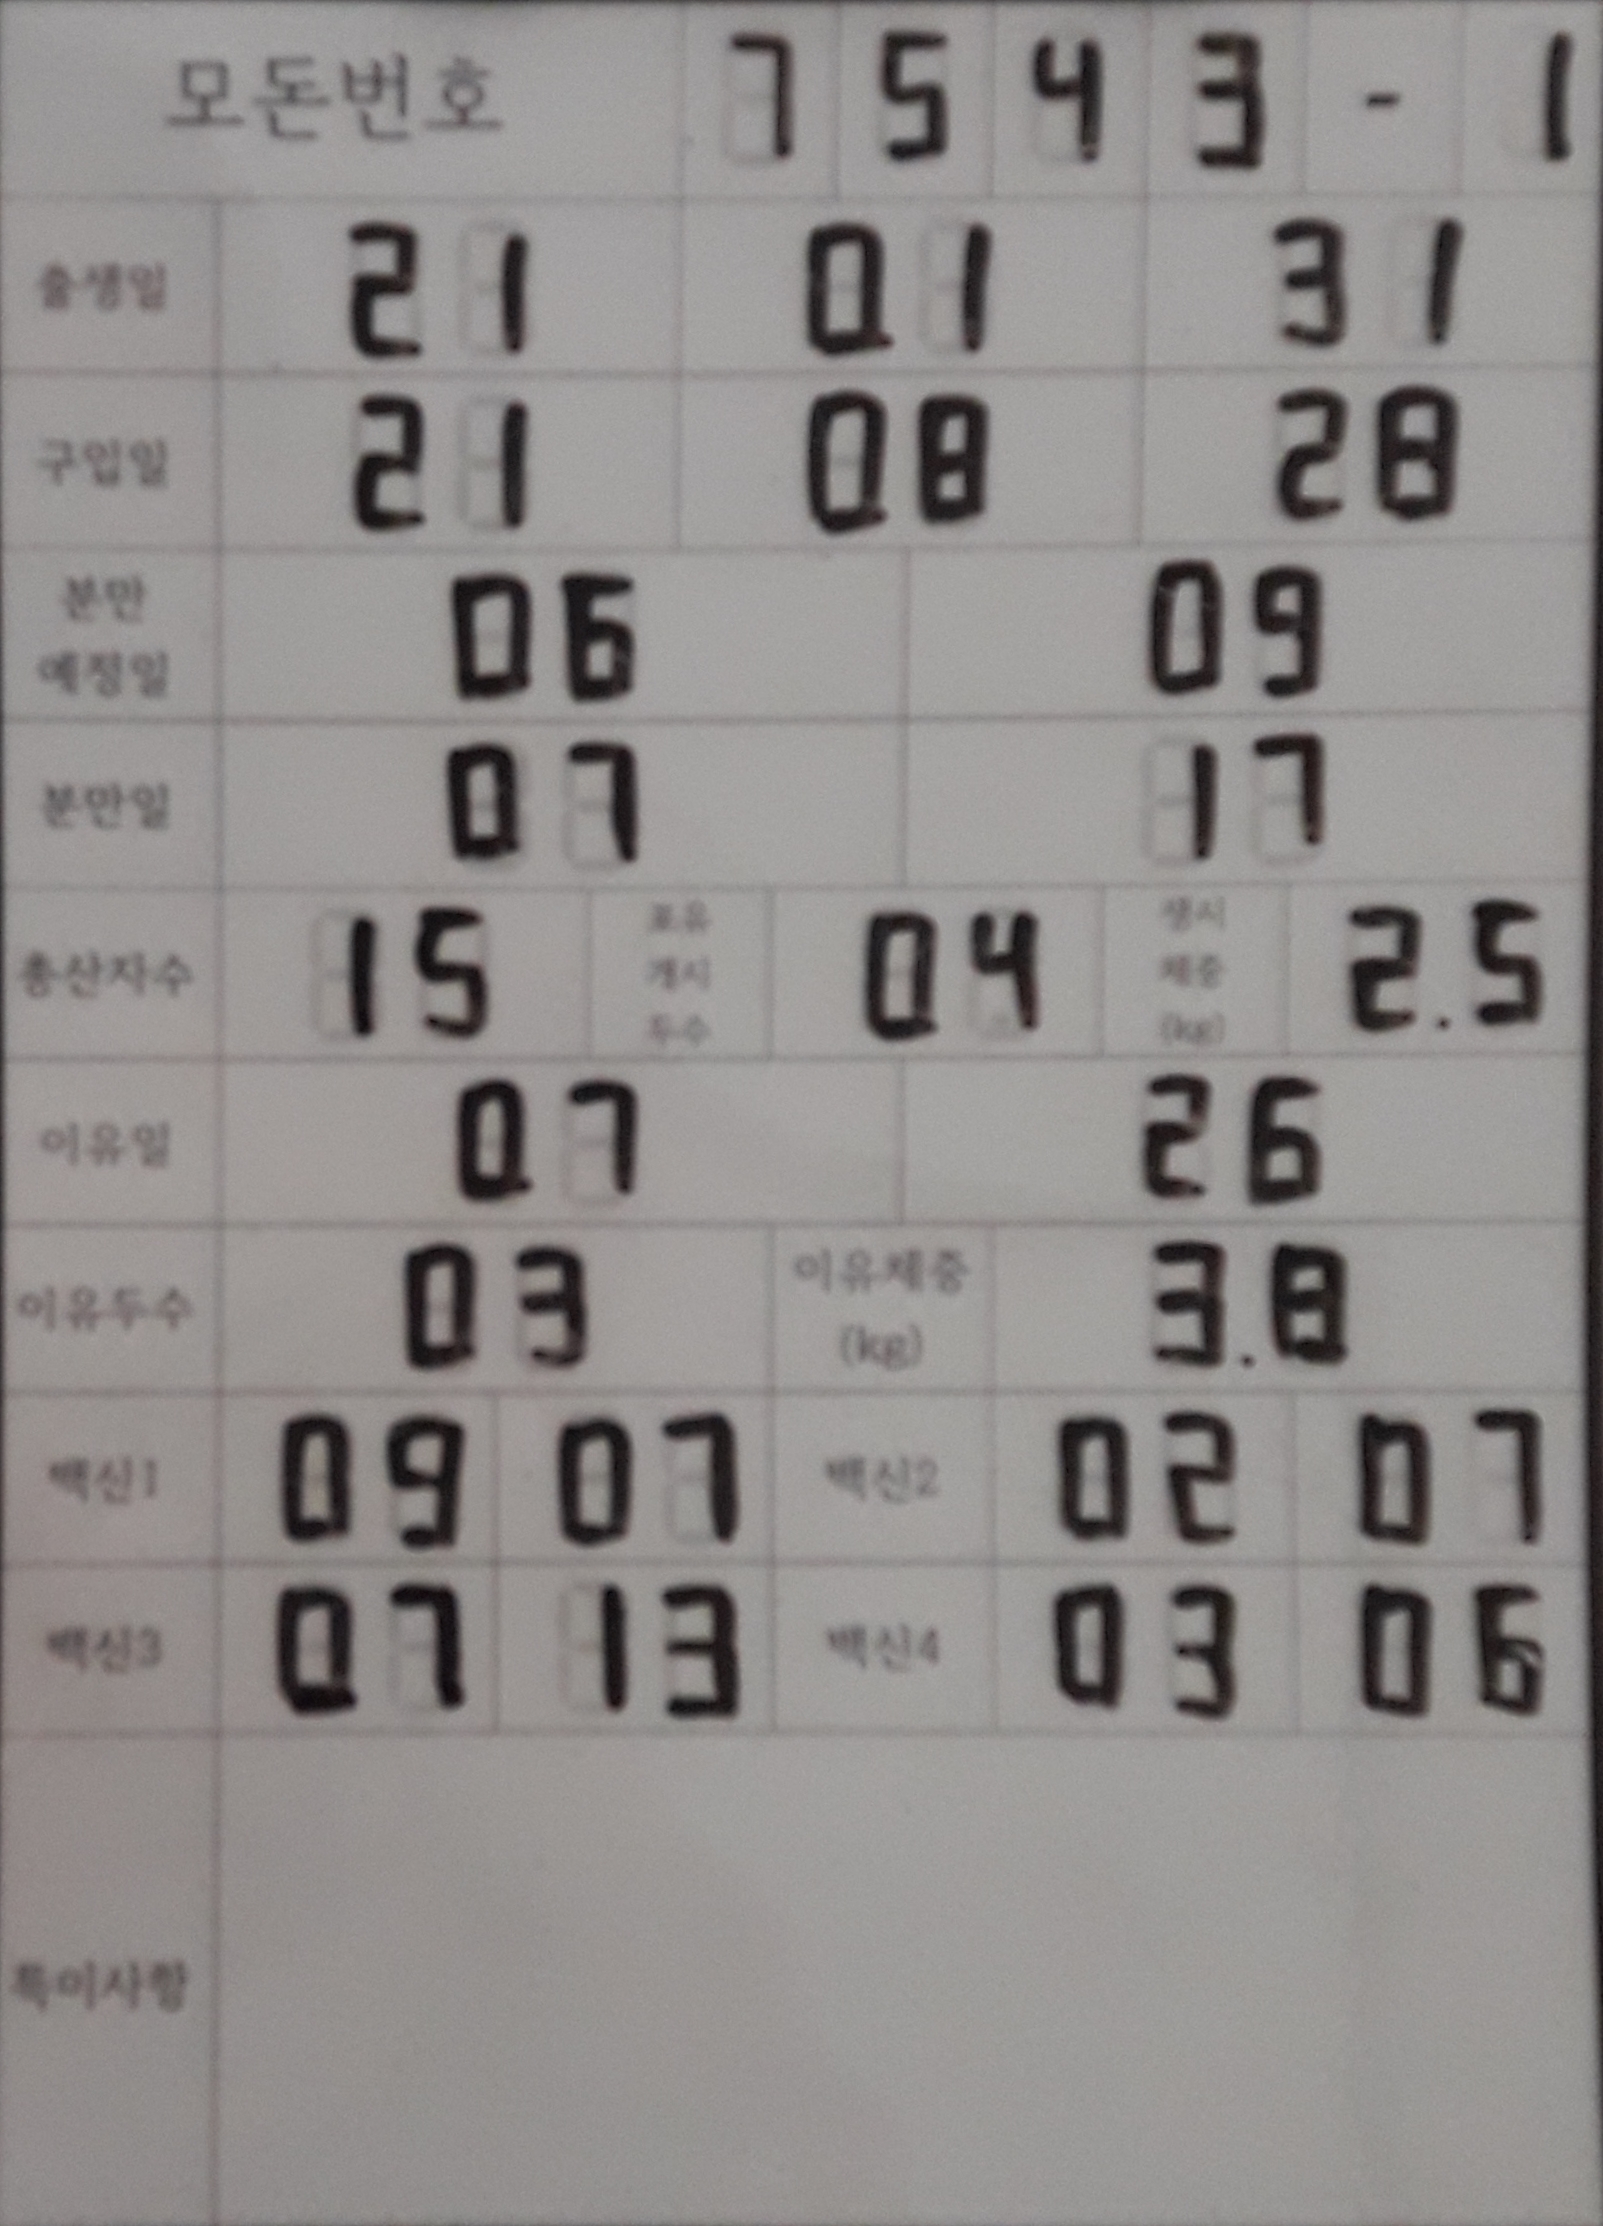 모돈번호 7 5 4 3 - 1
출생일 21 01 31
구입일 21 08 28
분만
예정일 06 09
분만일 07 17
총산자수 15 포유
개시
두수 04 생시
체중
(kg) 2.5
이유일 07 26
이유두수 03 이유체중
(kg) 3.8
백신1 09 07 백신2 02 07
백신3 07 13 백신4 03 06
특이사항